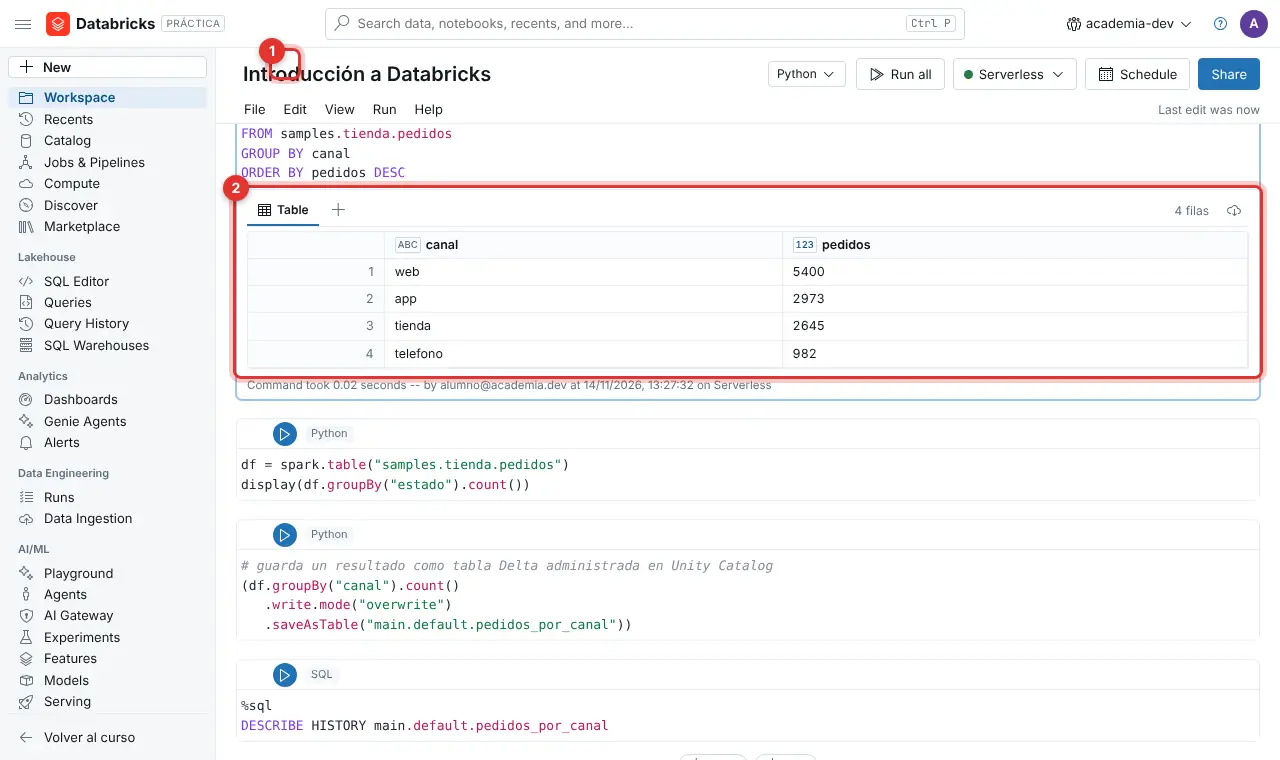 Databricks PRÁCTICA
Search data, notebooks, recents, and more... Ctrl P
academia-dev
A
New
Workspace
Recents
Catalog
Jobs & Pipelines
Compute
Discover
Marketplace
Lakehouse
SQL Editor
Queries
Query History
SQL Warehouses
Analytics
Dashboards
Genie Agents
Alerts
Data Engineering
Runs
Data Ingestion
AI/ML
Playground
Agents
AI Gateway
Experiments
Features
Models
Serving
Volver al curso
1
Introducción a Databricks
Python
Run all
Serverless
Schedule
Share
File Edit View Run Help
Last edit was now
FROM samples.tienda.pedidos
GROUP BY canal
ORDER BY pedidos DESC
2
Table
4 filas
ABC canal 123 pedidos
1 web 5400
2 app 2973
3 tienda 2645
4 telefono 982
Command took 0.02 seconds -- by alumno@academia.dev at 14/11/2026, 13:27:32 on Serverless
Python
df = spark.table("samples.tienda.pedidos")
display(df.groupBy("estado").count())
Python
# guarda un resultado como tabla Delta administrada en Unity Catalog
(df.groupBy("canal").count()
.write.mode("overwrite")
.saveAsTable("main.default.pedidos_por_canal"))
SQL
%sql
DESCRIBE HISTORY main.default.pedidos_por_canal